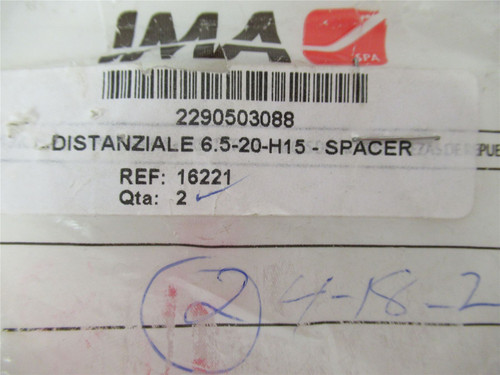 IMA
SPA
2290503088
DISTANZIALE 6.5-20-H15 - SPACER
REF: 16221
Qta: 2
2 4-18-2